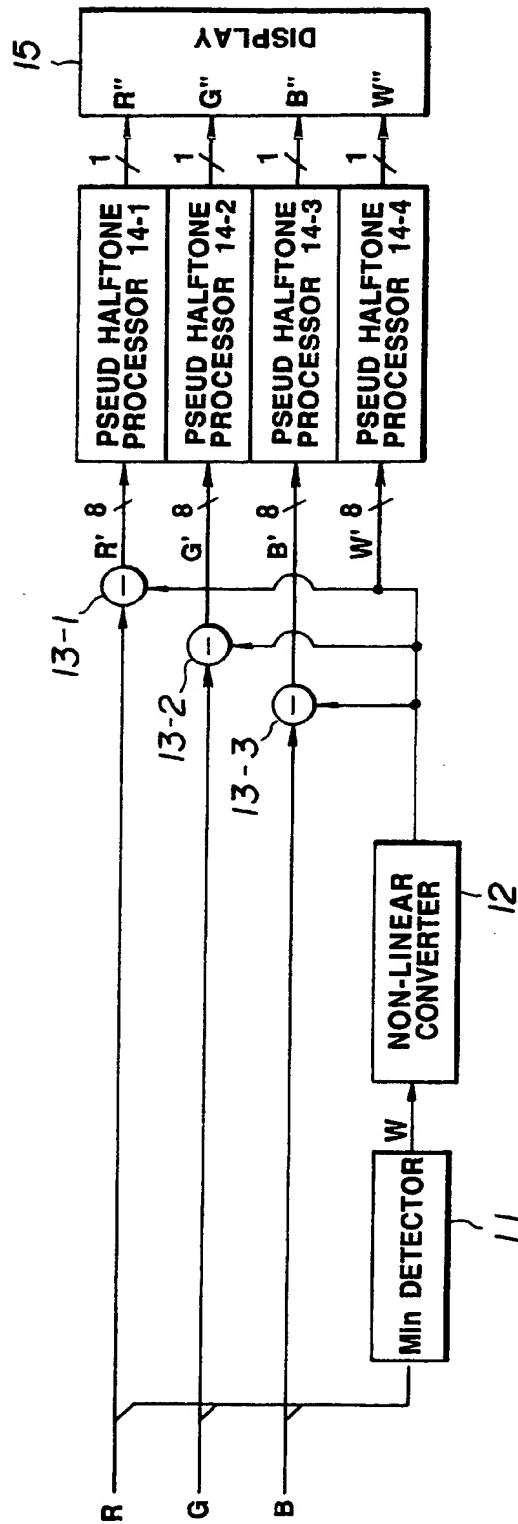 R
G
B
Min DETECTOR
11
W
NON-LINEAR
CONVERTER
12
13-1
13-2
13-3
R'
8
G'
8
B'
8
W'
8
PSEUD HALFTONE
PROCESSOR 14-1
PSEUD HALFTONE
PROCESSOR 14-2
PSEUD HALFTONE
PROCESSOR 14-3
PSEUD HALFTONE
PROCESSOR 14-4
1
1
1
1
R"
G"
B"
W"
DISPLAY
15